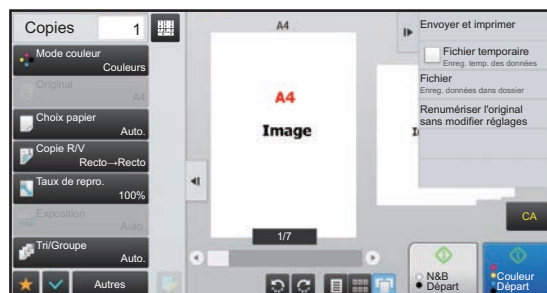 Copies 1
Mode couleur
Couleurs
Original
A4
Choix papier
Auto.
Copie R/V
Recto→Recto
Taux de repro.
100%
Exposition
Auto.
Tri/Groupe
Auto.
Autres
A4
A4
Image
I
1/7
Envoyer et imprimer
Fichier temporaire
Enreg. temp. des données
Fichier
Enreg. données dans dossier
Renumériser l'original
sans modifier réglages
CA
N&B
Départ
Couleur
Départ